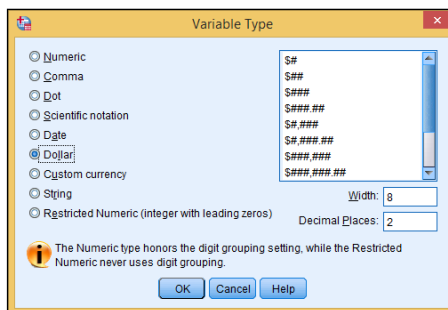 Variable Type
Numeric
Comma
Dot
Scientific notation
Date
Dollar
Custom currency
String
Restricted Numeric (integer with leading zeros)
$#
$##
$###
$###.##
$#,###
$#,###.##
$###,###
$###,###.##
Width: 8
Decimal Places: 2
The Numeric type honors the digit grouping setting, while the Restricted
Numeric never uses digit grouping.
OK Cancel Help